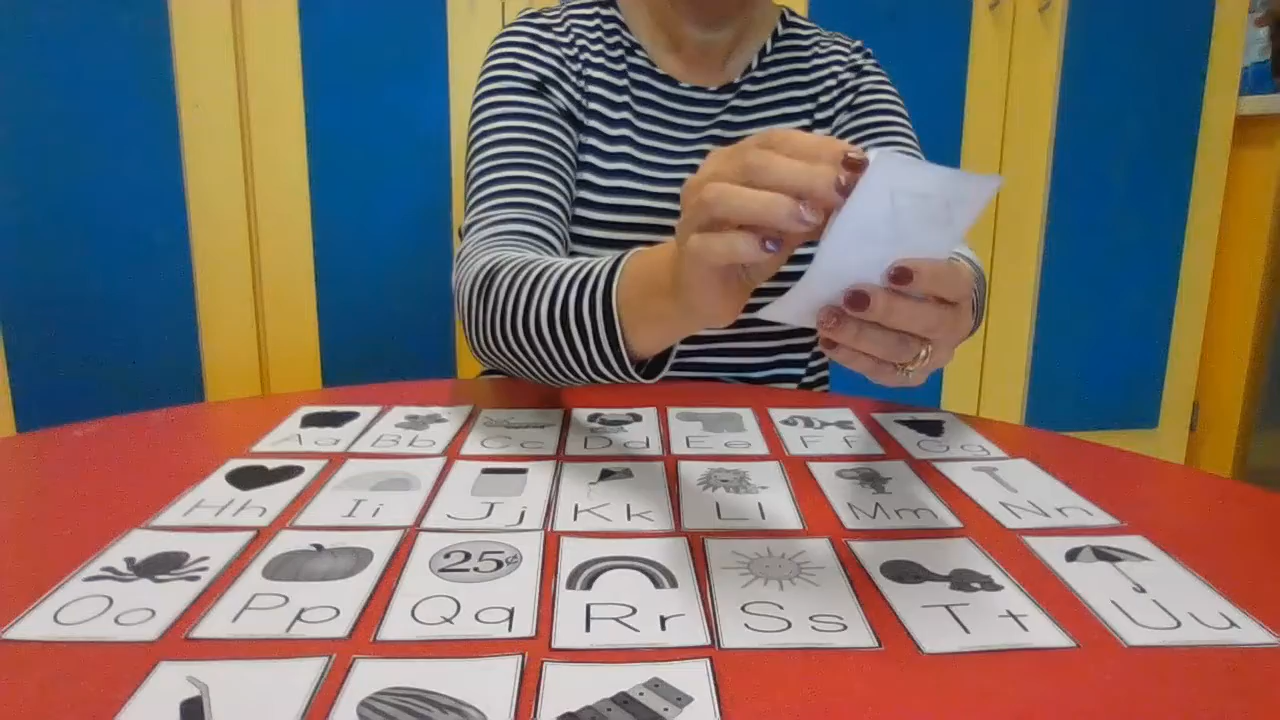 Aa Bb Cc Dd Ee Ff Gg
Hh Ii Jj Kk Ll Mm Nn
25¢
Oo Pp Qq Rr Ss Tt Uu